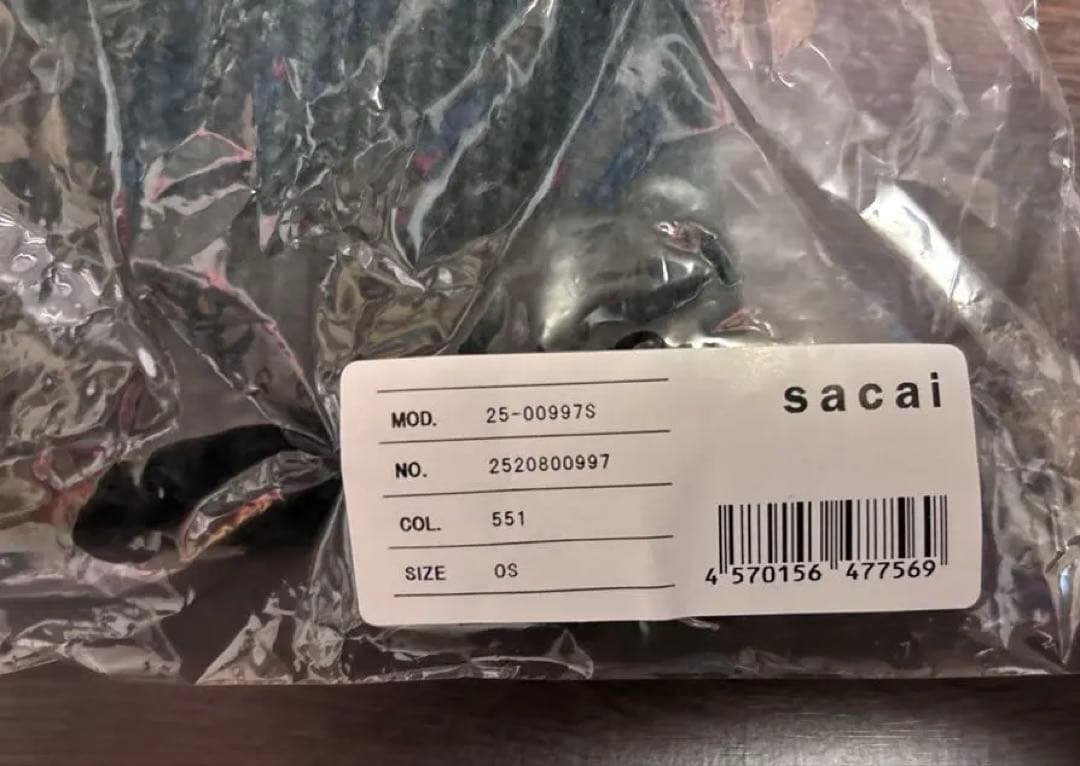 sacai
MOD. 25-00997S
NO. 2520800997
COL. 551
SIZE OS
4 570156 477569